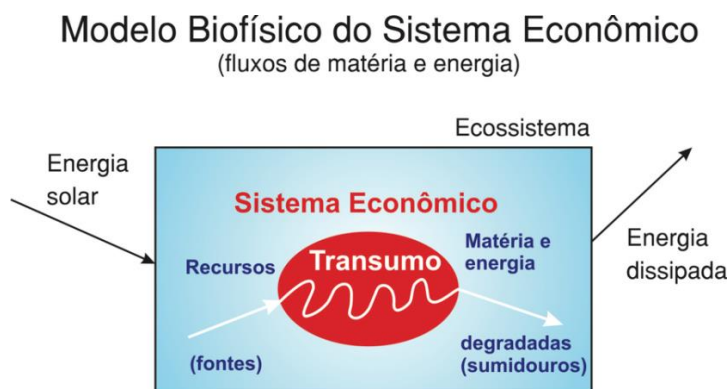 Modelo Biofísico do Sistema Econômico
(fluxos de matéria e energia)
Ecossistema
Energia
solar
Sistema Econômico
Recursos
Transumo
Matéria e
energia
Energia
dissipada
(fontes)
degradadas
(sumidouros)